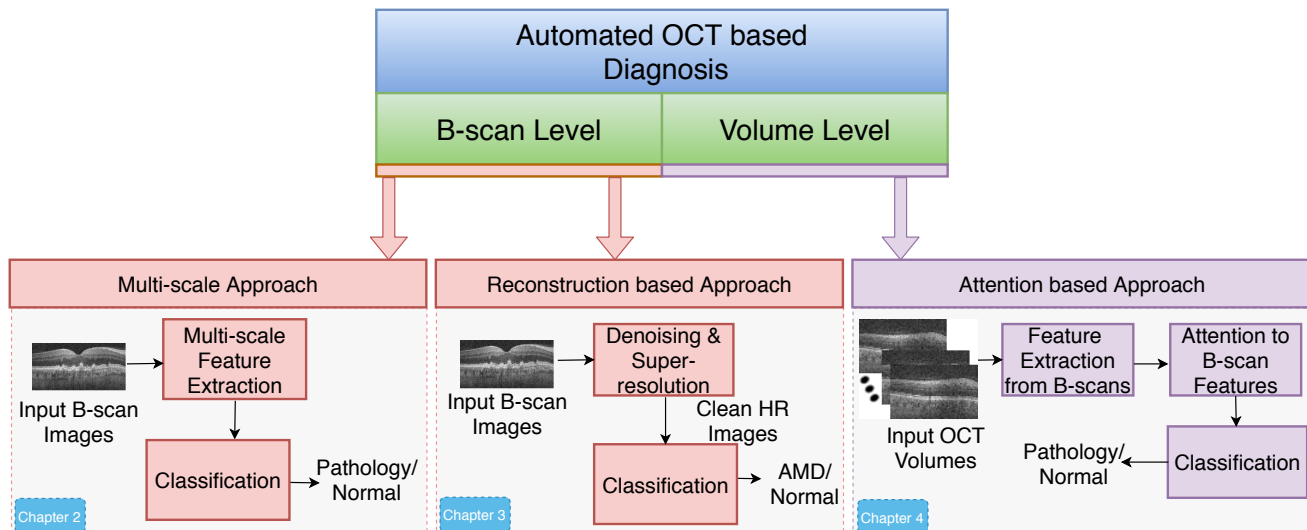 Automated OCT based
Diagnosis
B-scan Level
Volume Level
Multi-scale Approach
Multi-scale
Feature
Extraction
Input B-scan
Images
Classification
Pathology/
Normal
Chapter 2
Reconstruction based Approach
Denoising &
Super-
resolution
Input B-scan
Images
Clean HR
Images
Classification
AMD/
Normal
Chapter 3
Attention based Approach
Feature
Extraction
from B-scans
Attention to
B-scan
Features
Input OCT
Volumes
Classification
Pathology/
Normal
Chapter 4